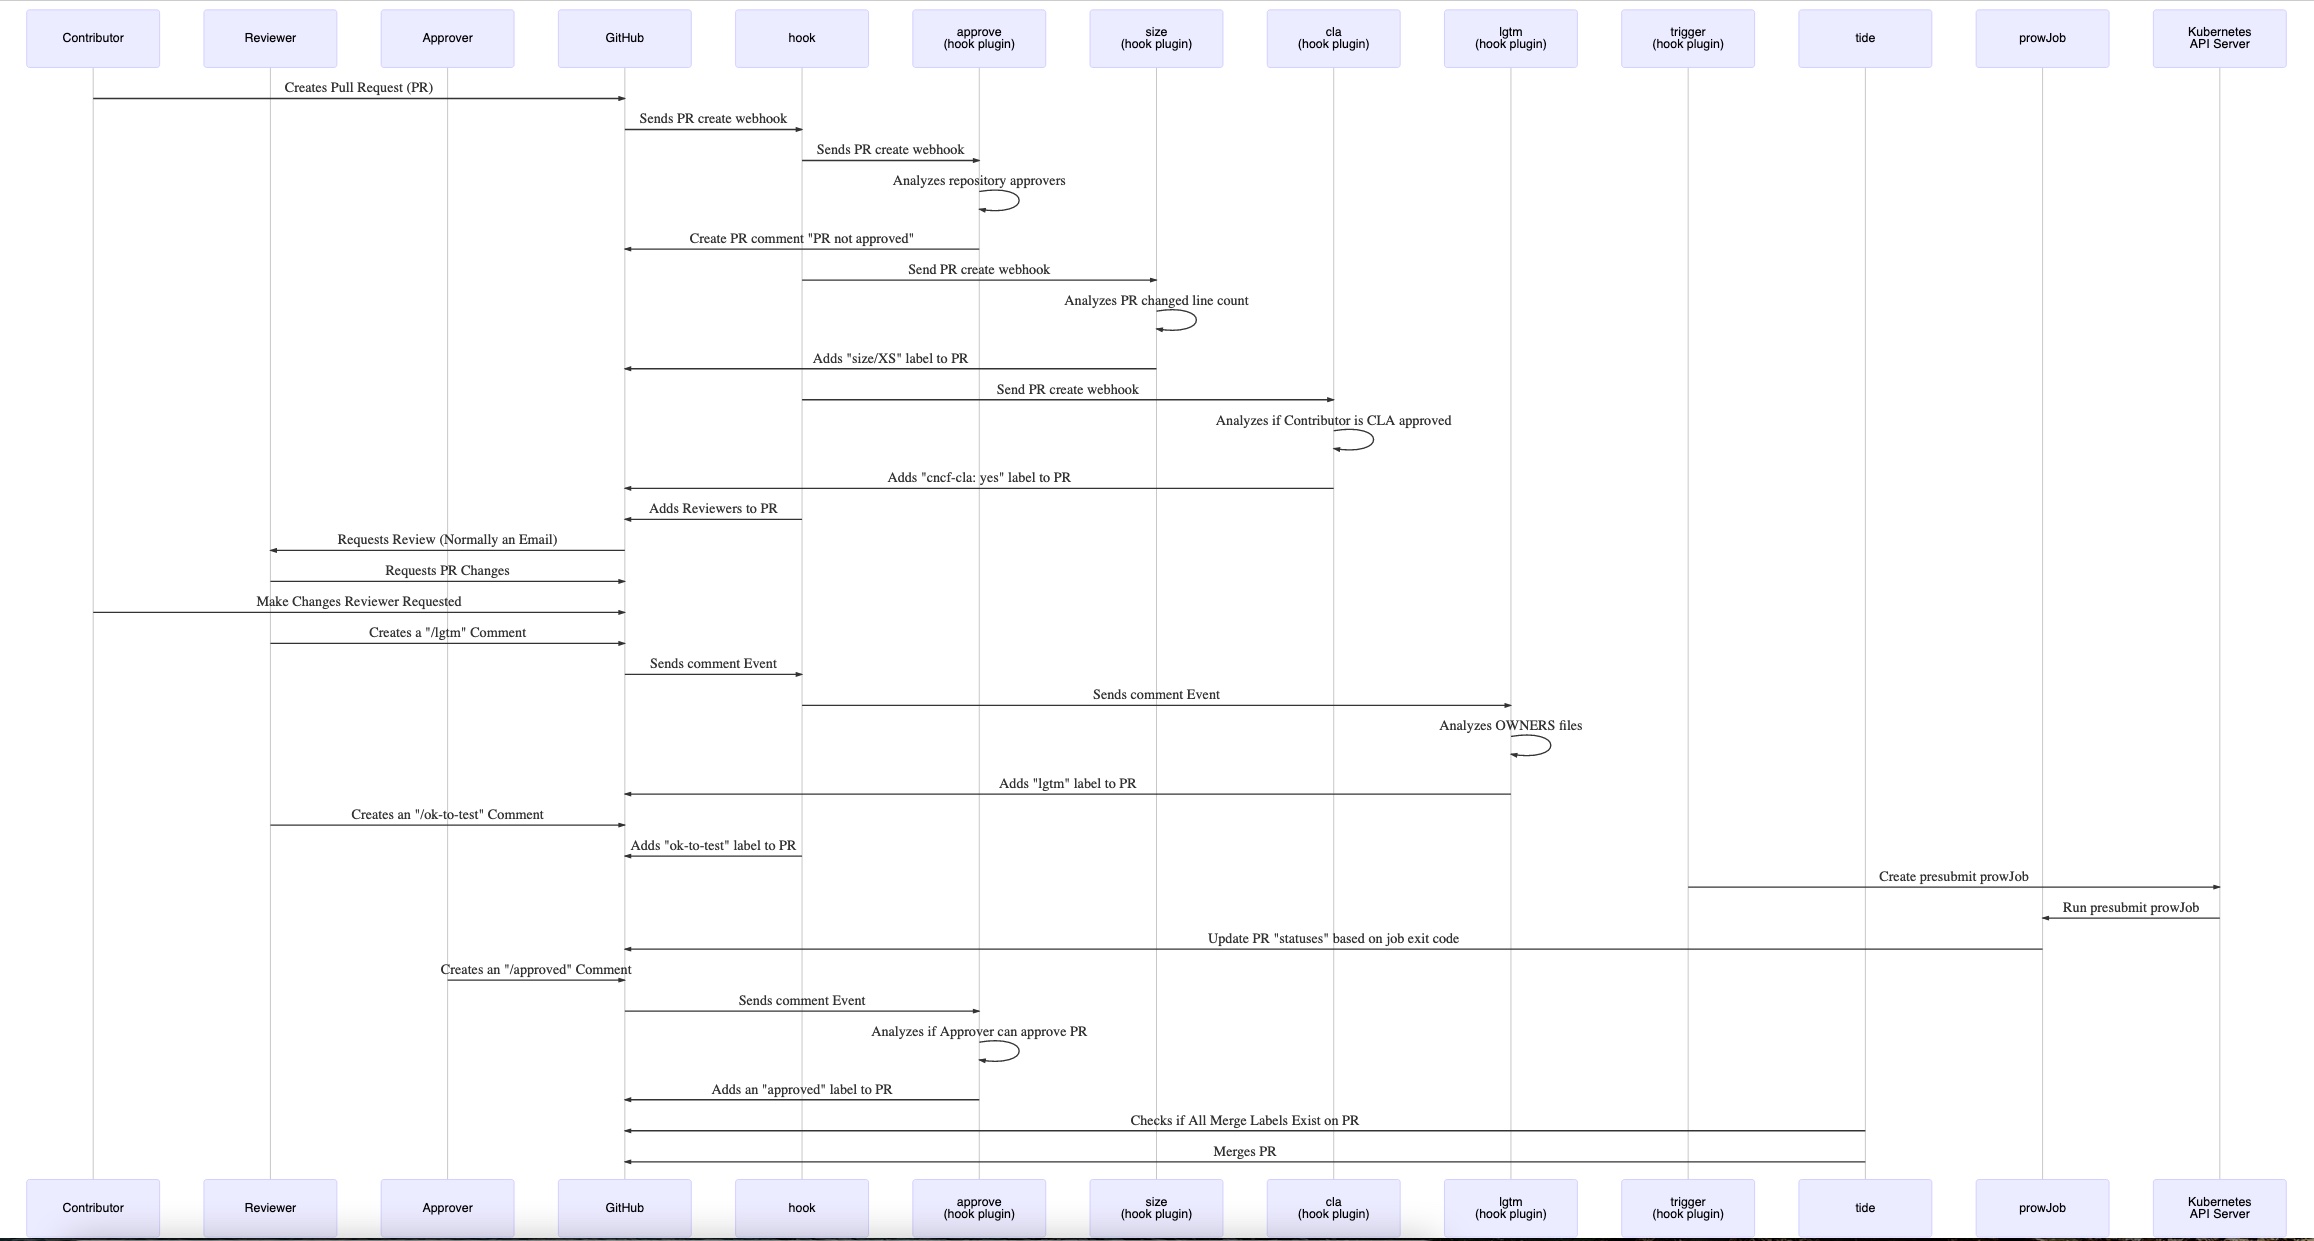 Contributor
Reviewer
Approver
GitHub
hook
approve
(hook plugin)
size
(hook plugin)
cla
(hook plugin)
lgtm
(hook plugin)
trigger
(hook plugin)
tide
prowJob
Kubernetes
API Server
Creates Pull Request (PR)
Sends PR create webhook
Sends PR create webhook
Analyzes repository approvers
Create PR comment "PR not approved"
Send PR create webhook
Analyzes PR changed line count
Adds "size/XS" label to PR
Send PR create webhook
Analyzes if Contributor is CLA approved
Adds "cncf-cla: yes" label to PR
Adds Reviewers to PR
Requests Review (Normally an Email)
Requests PR Changes
Make Changes Reviewer Requested
Creates a "/lgtm" Comment
Sends comment Event
Sends comment Event
Analyzes OWNERS files
Adds "lgtm" label to PR
Creates an "/ok-to-test" Comment
Adds "ok-to-test" label to PR
Create presubmit prowJob
Run presubmit prowJob
Update PR "statuses" based on job exit code
Creates an "/approved" Comment
Sends comment Event
Analyzes if Approver can approve PR
Adds an "approved" label to PR
Checks if All Merge Labels Exist on PR
Merges PR
Contributor
Reviewer
Approver
GitHub
hook
approve
(hook plugin)
size
(hook plugin)
cla
(hook plugin)
lgtm
(hook plugin)
trigger
(hook plugin)
tide
prowJob
Kubernetes
API Server